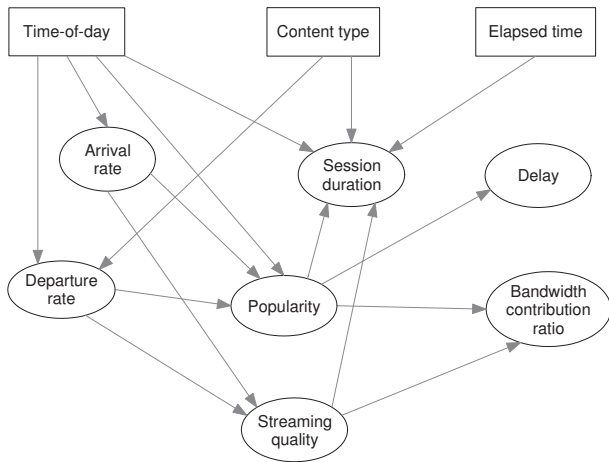 Time-of-day
Content type
Elapsed time
Arrival
rate
Session
duration
Delay
Departure
rate
Popularity
Bandwidth
contribution
ratio
Streaming
quality